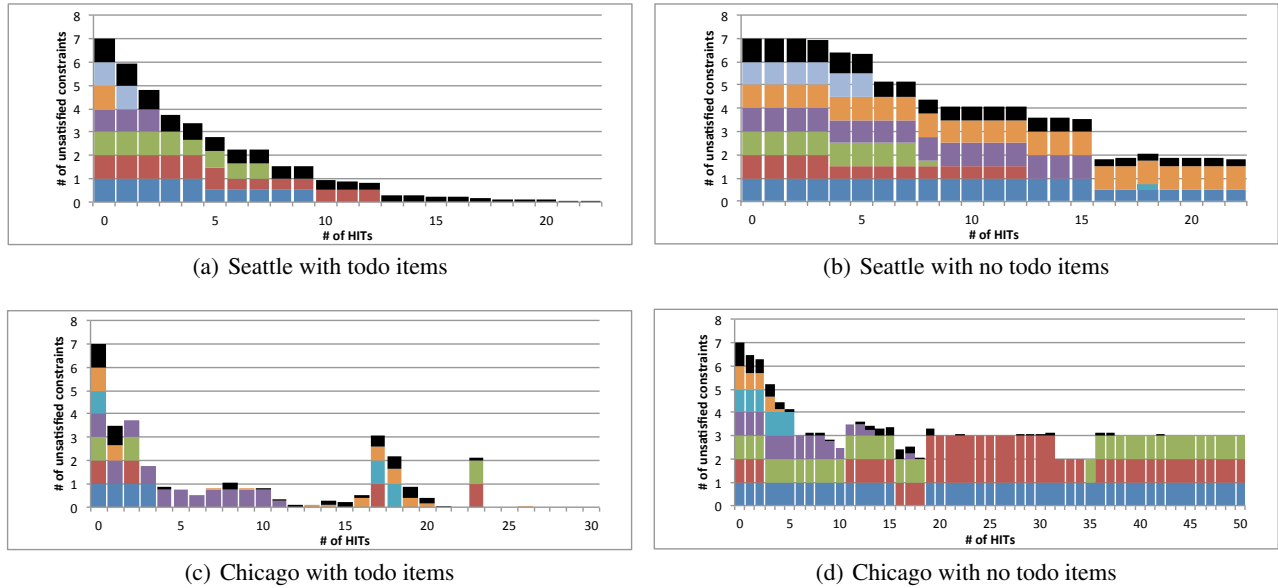 # of unsatisfied constraints
8
7
6
5
4
3
2
1
0
0 5 10 15 20
# of HITs
(a) Seattle with todo items
# of unsatisfied constraints
8
7
6
5
4
3
2
1
0
0 5 10 15 20
# of HITs
(b) Seattle with no todo items
# of unsatisfied constraints
8
7
6
5
4
3
2
1
0
0 5 10 15 20 25 30
# of HITs
(c) Chicago with todo items
# of unsatisfied constraints
8
7
6
5
4
3
2
1
0
0 5 10 15 20 25 30 35 40 45 50
# of HITs
(d) Chicago with no todo items